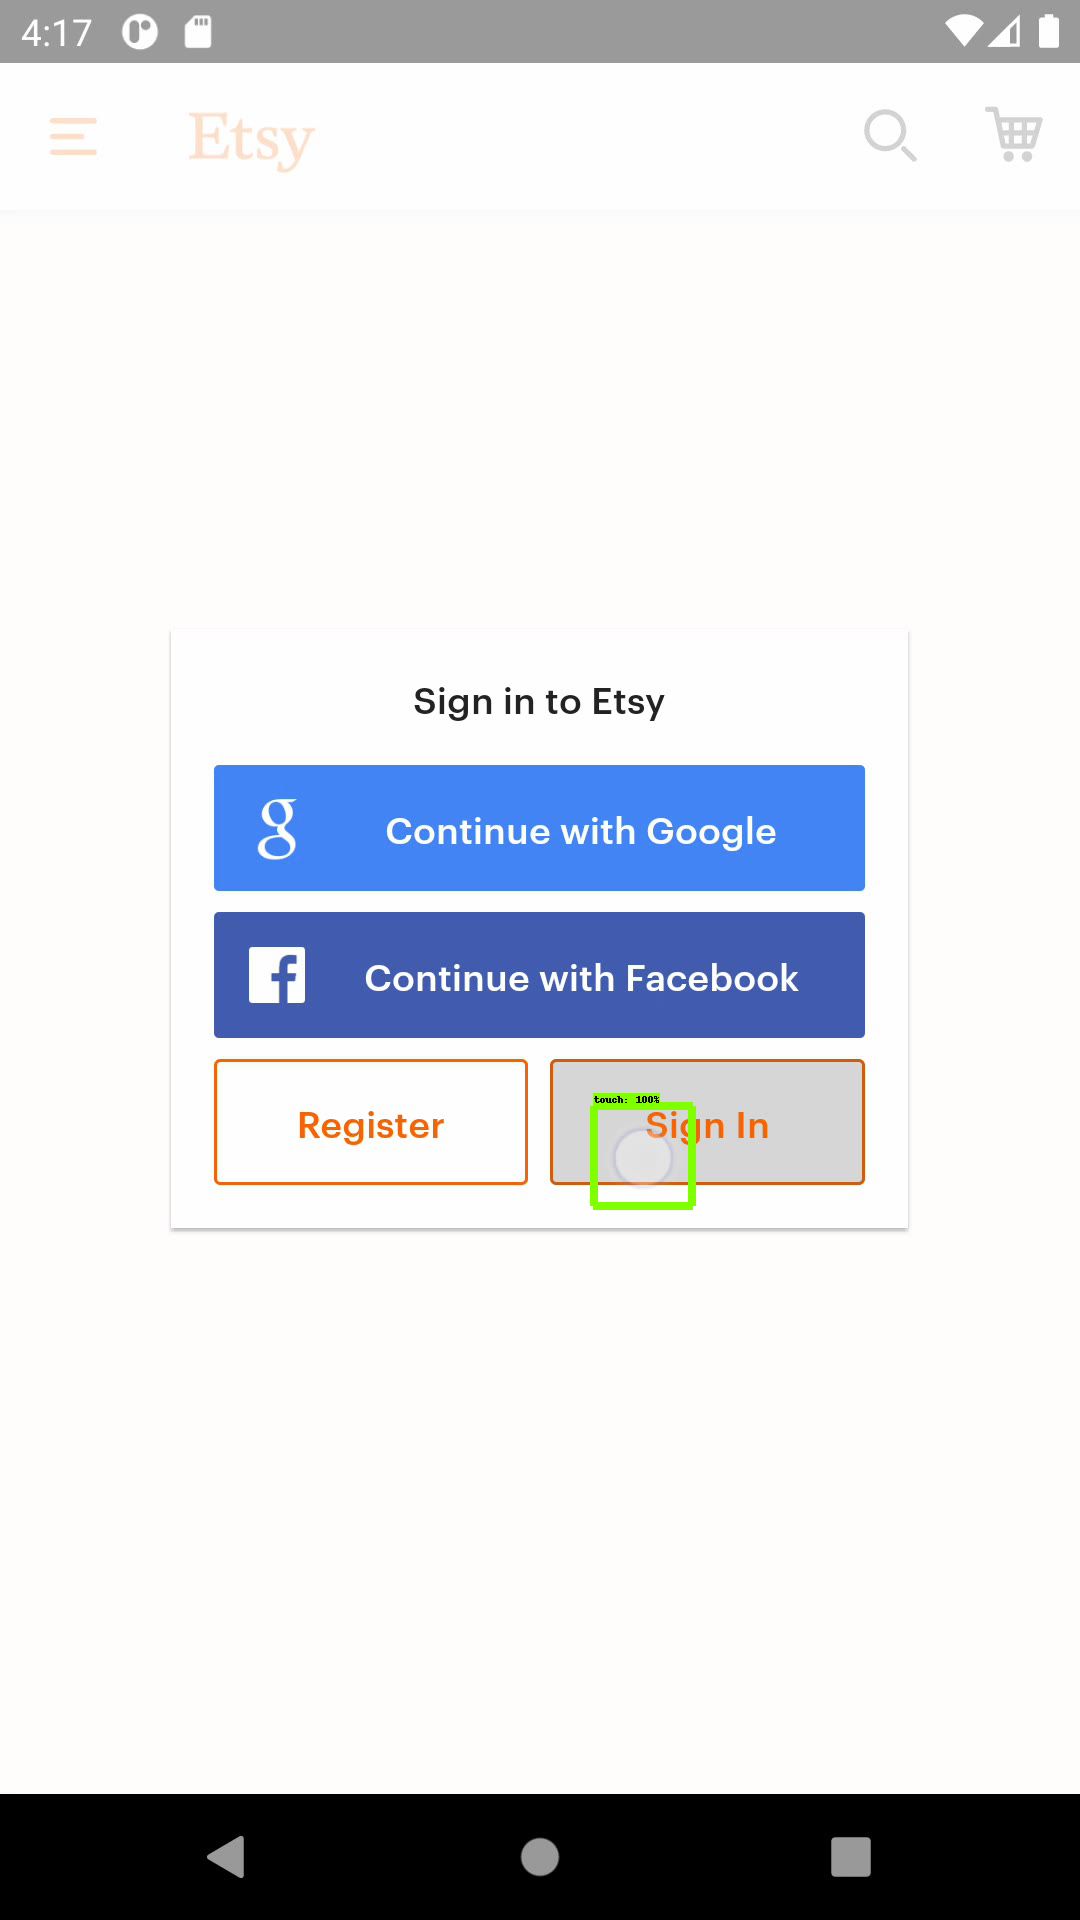 4:17
Etsy
Sign in to Etsy
Continue with Google
Continue with Facebook
Register
touch: 100%
Sign In